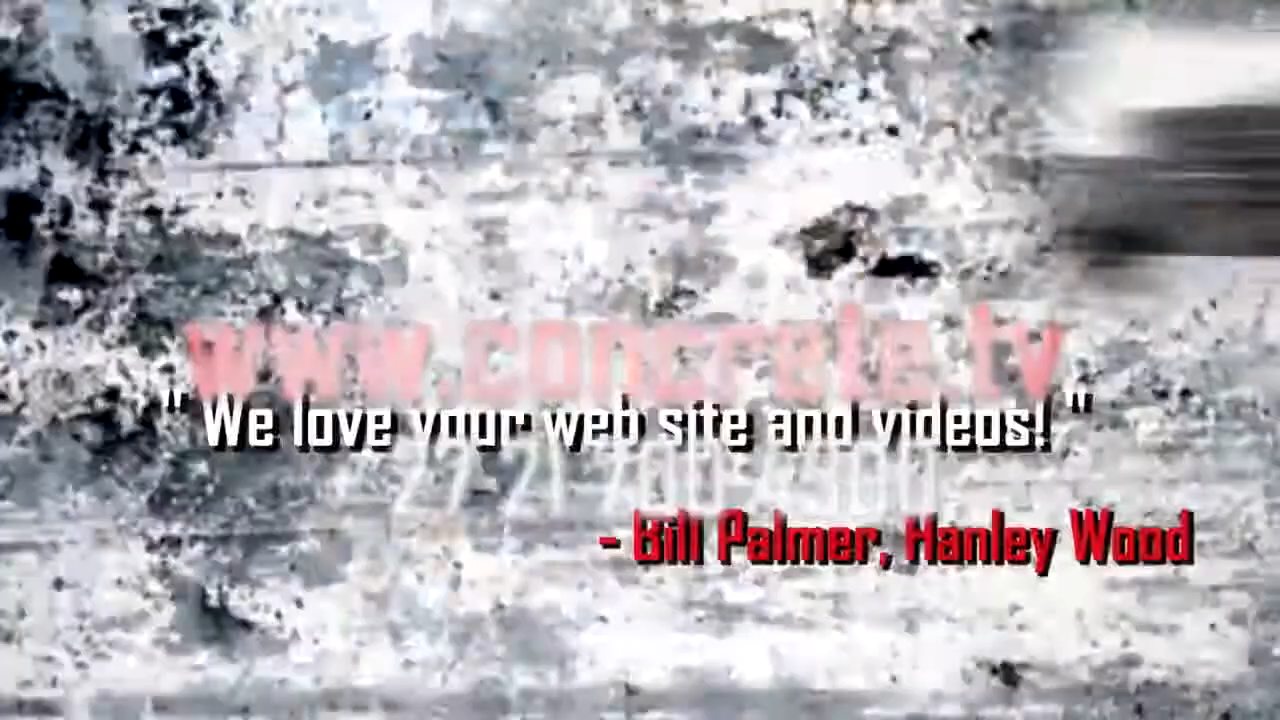 www.concrete.tv
" We love your web site and videos! "
- Bill Palmer, Hanley Wood